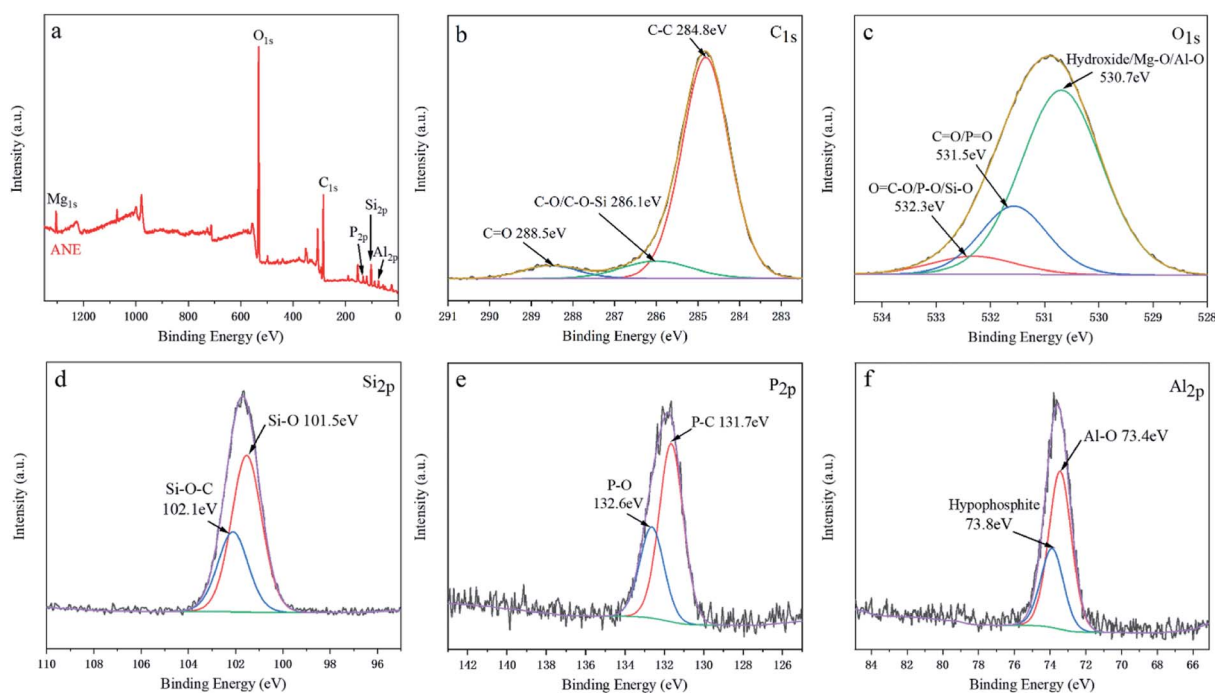 a
O1s
C1s
Mg1s
Si2p
P2p
Al2p
ANE
Intensity (a.u.)
1200 1000 800 600 400 200 0
Binding Energy (eV)
b
C1s
C-C 284.8eV
C-O/C-O-Si 286.1eV
C=O 288.5eV
Intensity (a.u.)
291 290 289 288 287 286 285 284 283
Binding Energy (eV)
c
O1s
Hydroxide/Mg-O/Al-O
530.7eV
C=O/P=O
531.5eV
O=C-O/P-O/Si-O
532.3eV
Intensity (a.u.)
534 533 532 531 530 529 528
Binding Energy (eV)
d
Si2p
Si-O 101.5eV
Si-O-C
102.1eV
Intensity (a.u.)
110 108 106 104 102 100 98 96
Binding Energy (eV)
e
P2p
P-C 131.7eV
P-O
132.6eV
Intensity (a.u.)
142 140 138 136 134 132 130 128 126
Binding Energy (eV)
f
Al2p
Al-O 73.4eV
Hypophosphite
73.8eV
Intensity (a.u.)
84 82 80 78 76 74 72 70 68 66
Binding Energy (eV)